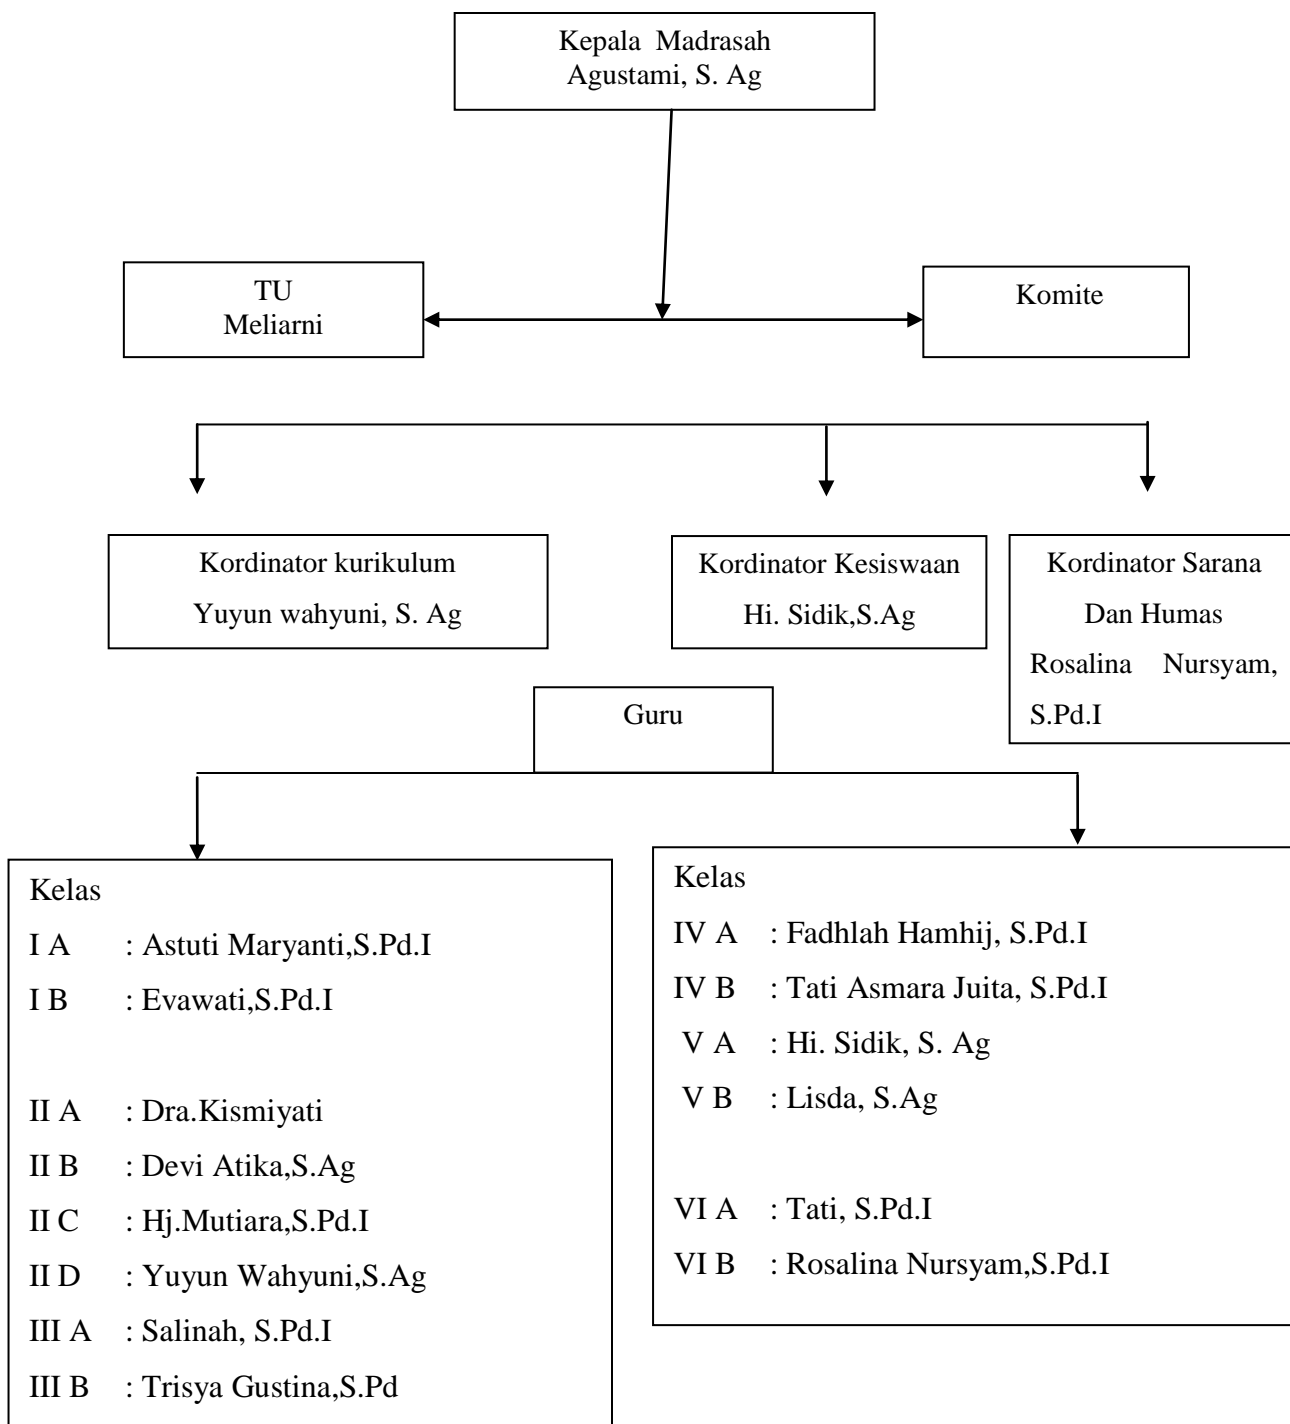 Kepala Madrasah
Agustami, S. Ag
TU
Meliarni
Komite
Kordinator kurikulum
Yuyun wahyuni, S. Ag
Kordinator Kesiswaan
Hi. Sidik,S.Ag
Kordinator Sarana
Dan Humas
Rosalina Nursyam,
S.Pd.I
Guru
Kelas
I A : Astuti Maryanti,S.Pd.I
I B : Evawati,S.Pd.I
II A : Dra.Kismiyati
II B : Devi Atika,S.Ag
II C : Hj.Mutiara,S.Pd.I
II D : Yuyun Wahyuni,S.Ag
III A : Salinah, S.Pd.I
III B : Trisya Gustina,S.Pd
Kelas
IV A : Fadhlah Hamhij, S.Pd.I
IV B : Tati Asmara Juita, S.Pd.I
V A : Hi. Sidik, S. Ag
V B : Lisda, S.Ag
VI A : Tati, S.Pd.I
VI B : Rosalina Nursyam,S.Pd.I